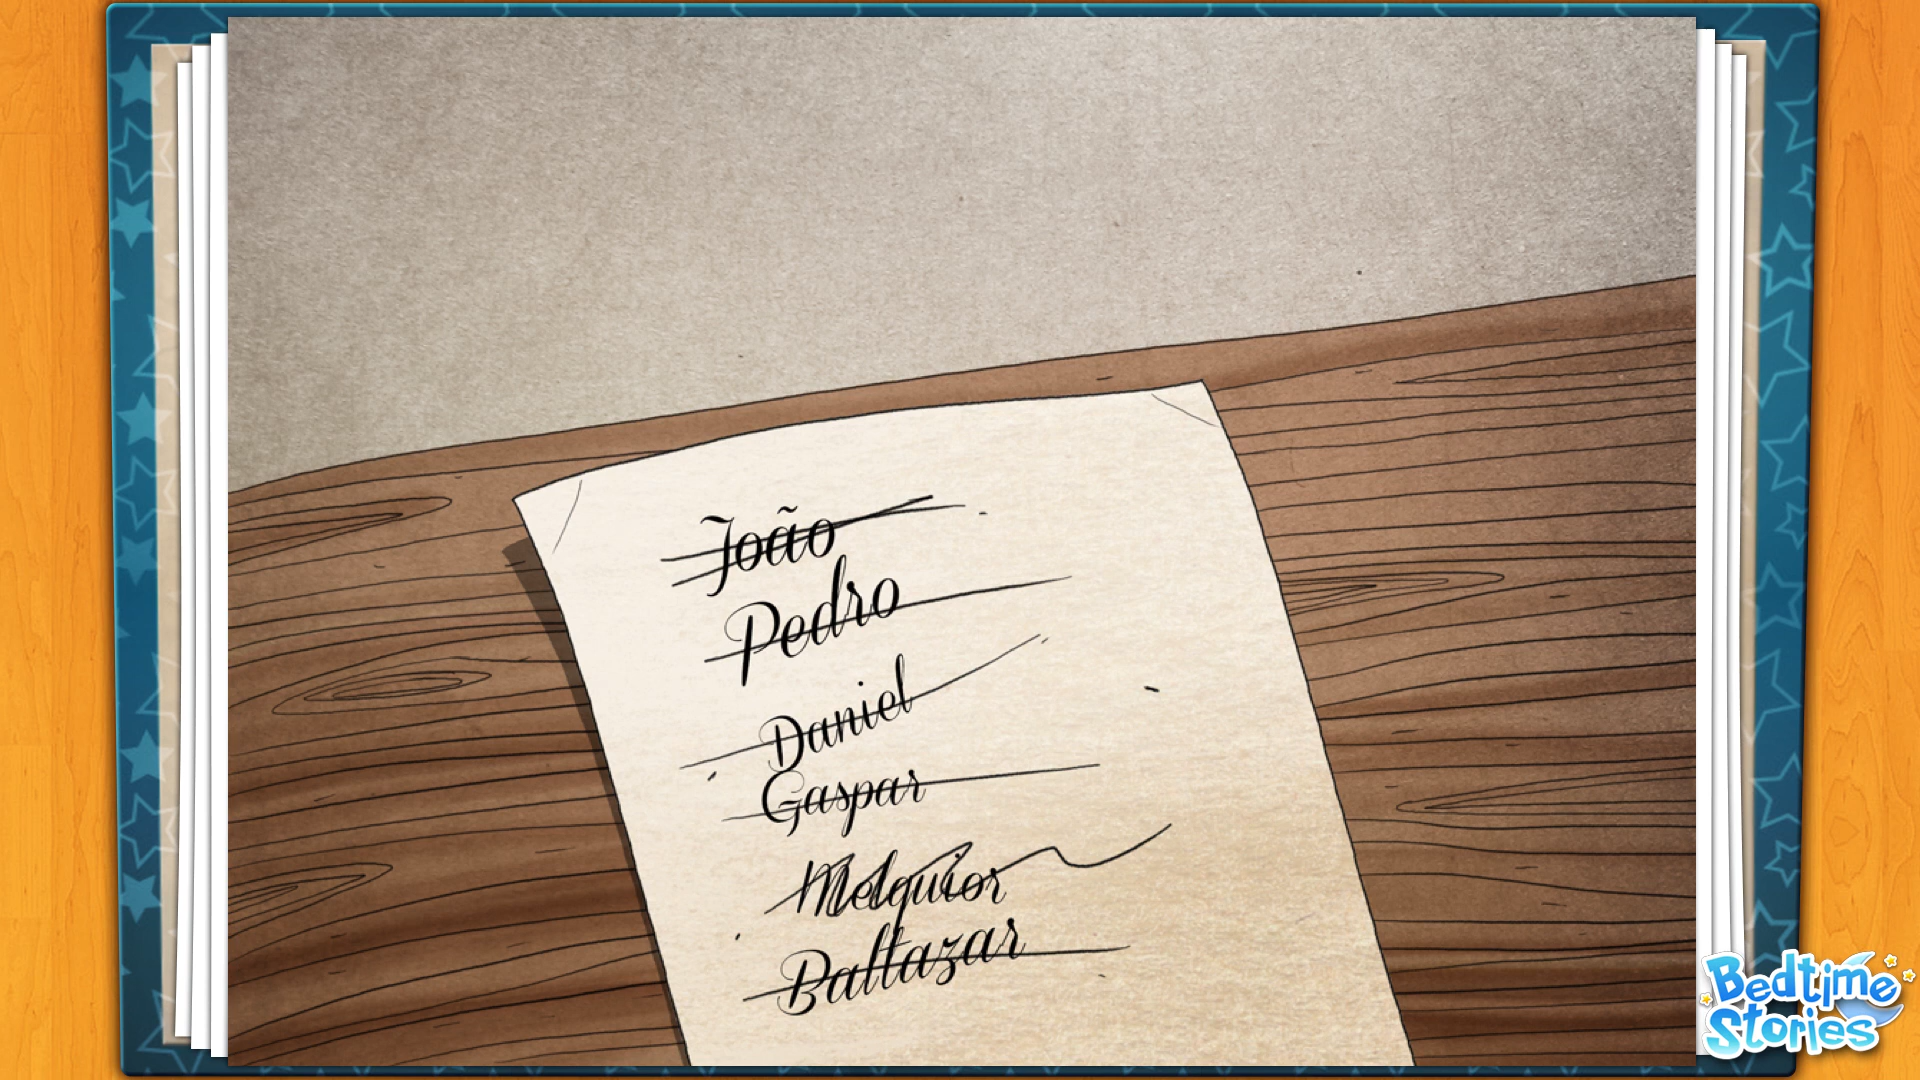 João
Pedro
Daniel
Gaspar
Melquior
Baltazar
Bedtime
Stories